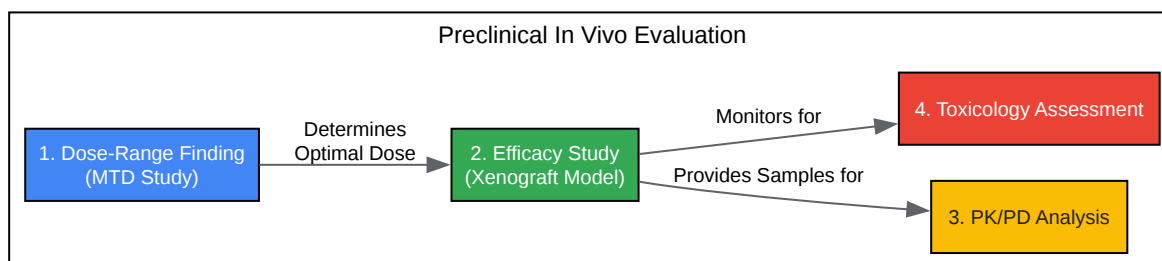 Preclinical In Vivo Evaluation
1. Dose-Range Finding
(MTD Study)
Determines
Optimal Dose
2. Efficacy Study
(Xenograft Model)
Monitors for
4. Toxicology Assessment
Provides Samples for
3. PK/PD Analysis